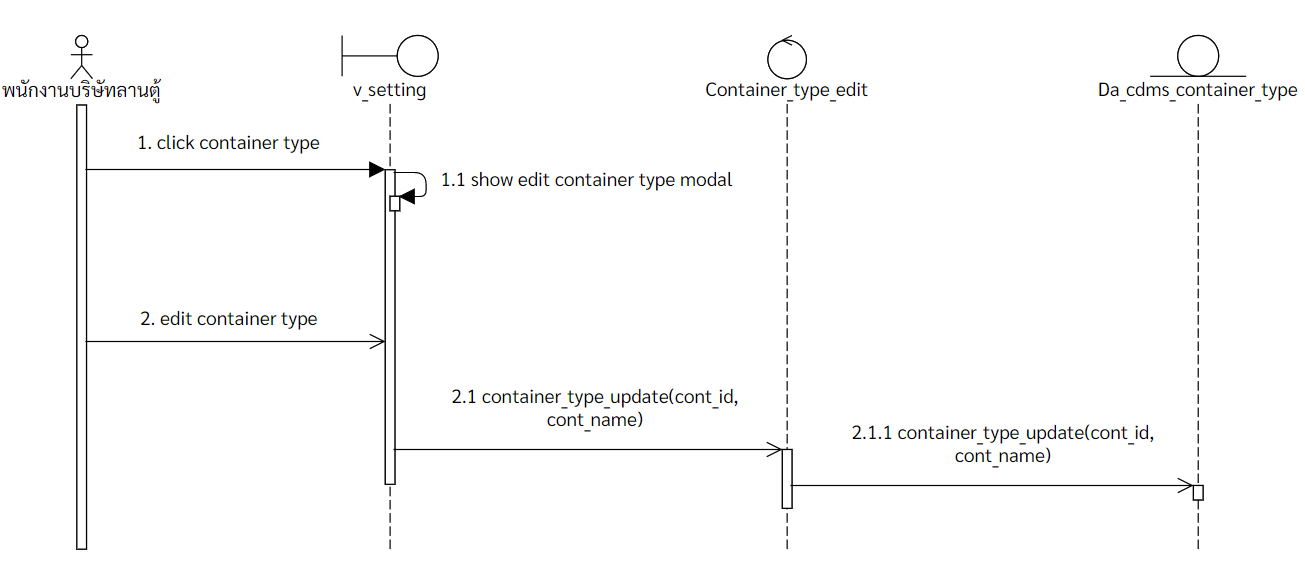 พนักงานบริษัทลานตู้
v_setting
Container_type_edit
Da_cdms_container_type
1. click container type
1.1 show edit container type modal
2. edit container type
2.1 container_type_update(cont_id,
cont_name)
2.1.1 container_type_update(cont_id,
cont_name)